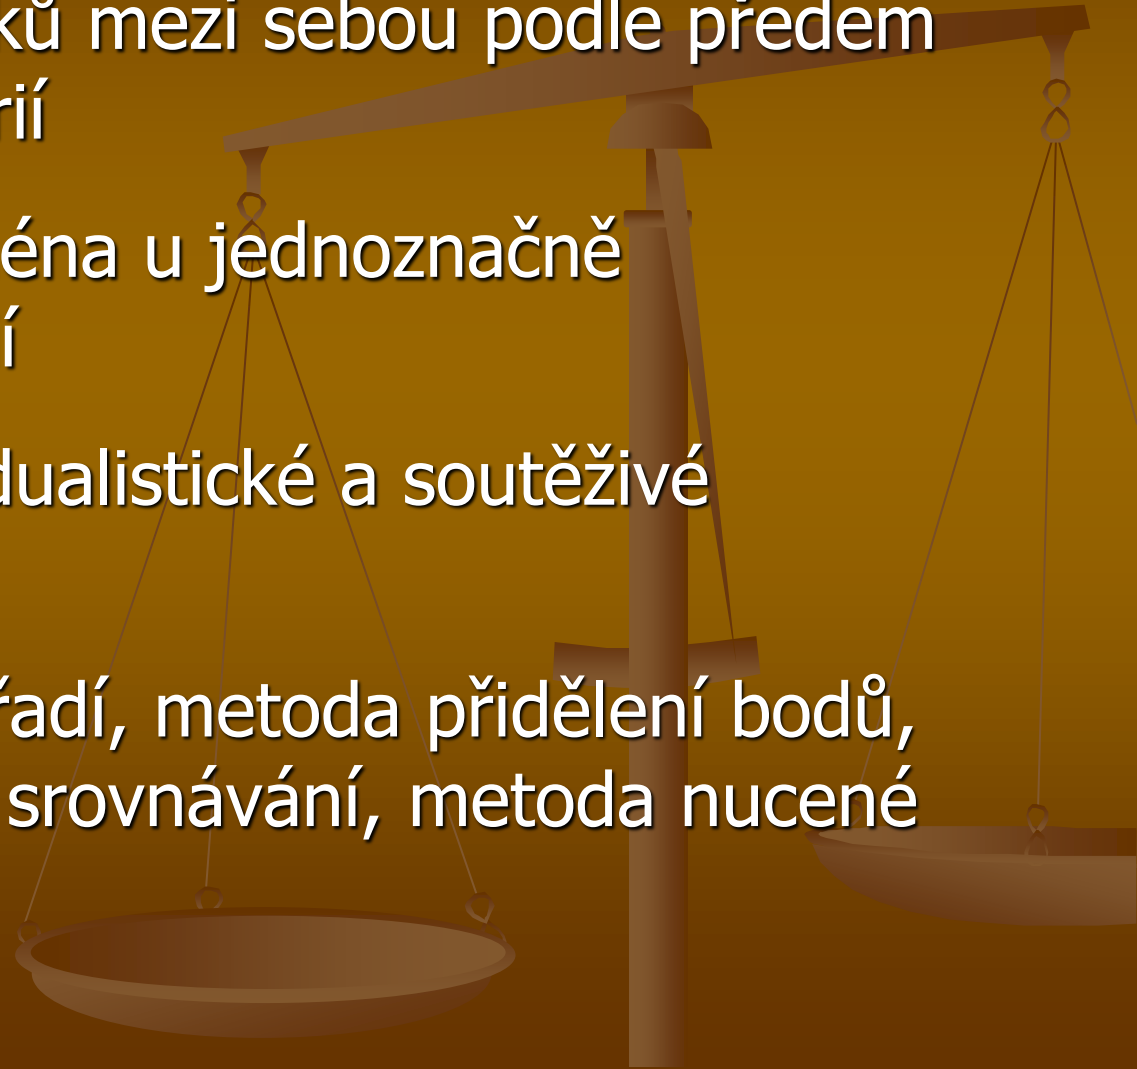 ků mezi sebou podle předem
rií
éna u jednoznačně
í
dualistické a soutěživé
řadí, metoda přidělení bodů,
srovnávání, metoda nucené